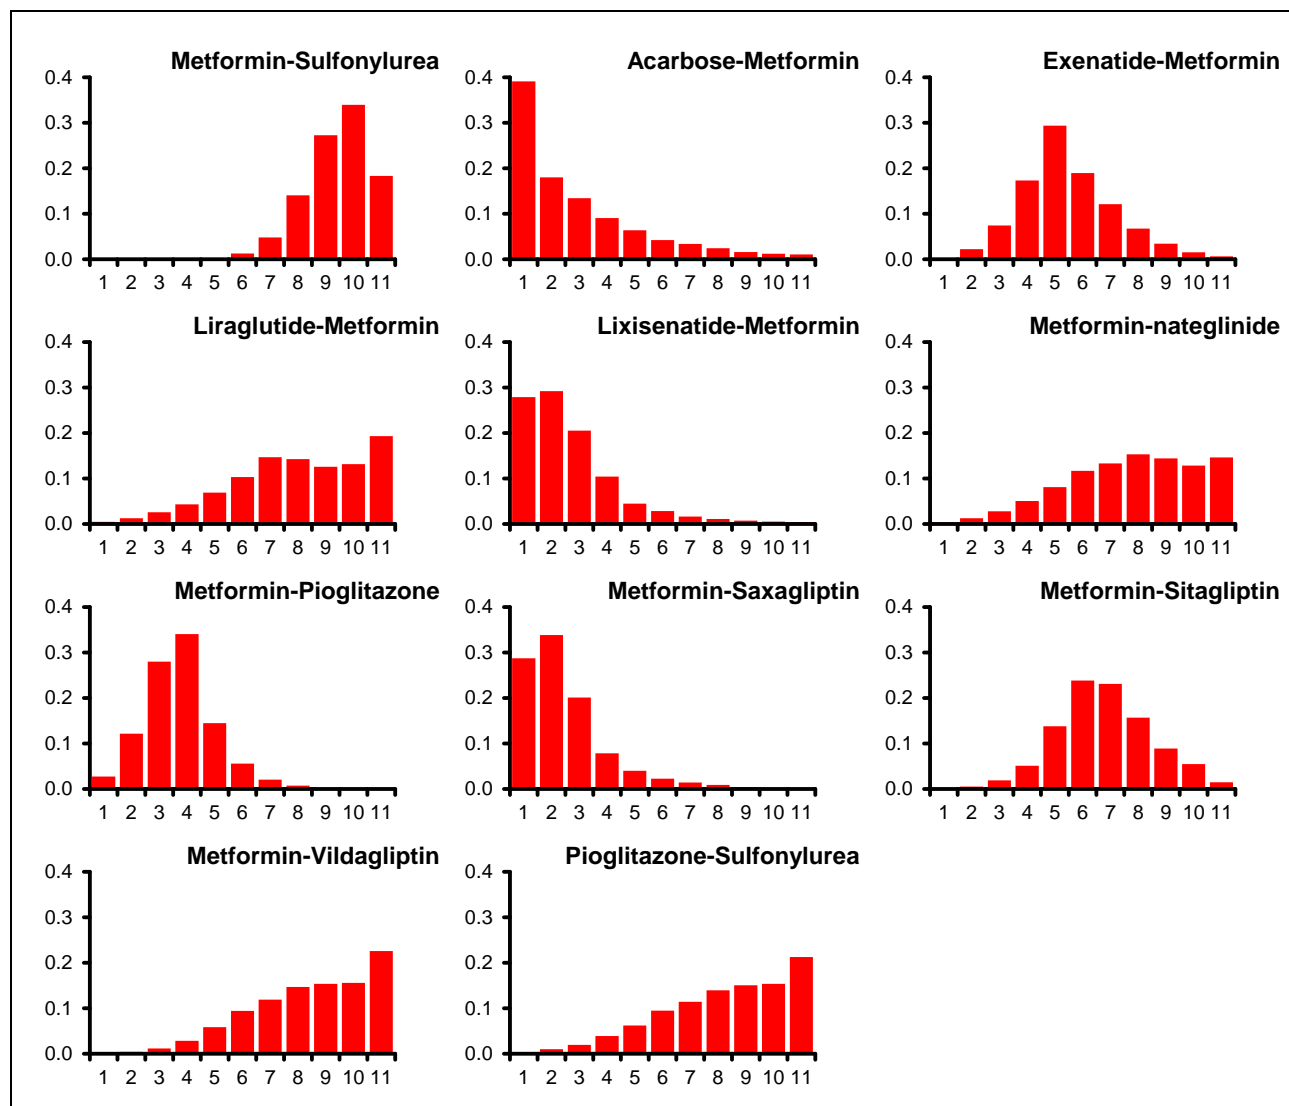 Metformin-Sulfonylurea Acarbose-Metformin Exenatide-Metformin
0.4 0.4 0.4
0.3 0.3 0.3
0.2 0.2 0.2
0.1 0.1 0.1
0.0 0.0 0.0
1 2 3 4 5 6 7 8 9 10 11 1 2 3 4 5 6 7 8 9 10 11 1 2 3 4 5 6 7 8 9 10 11
Liraglutide-Metformin Lixisenatide-Metformin Metformin-nateglinide
0.4 0.4 0.4
0.3 0.3 0.3
0.2 0.2 0.2
0.1 0.1 0.1
0.0 0.0 0.0
1 2 3 4 5 6 7 8 9 10 11 1 2 3 4 5 6 7 8 9 10 11 1 2 3 4 5 6 7 8 9 10 11
Metformin-Pioglitazone Metformin-Saxagliptin Metformin-Sitagliptin
0.4 0.4 0.4
0.3 0.3 0.3
0.2 0.2 0.2
0.1 0.1 0.1
0.0 0.0 0.0
1 2 3 4 5 6 7 8 9 10 11 1 2 3 4 5 6 7 8 9 10 11 1 2 3 4 5 6 7 8 9 10 11
Metformin-Vildagliptin Pioglitazone-Sulfonylurea
0.4 0.4
0.3 0.3
0.2 0.2
0.1 0.1
0.0 0.0
1 2 3 4 5 6 7 8 9 10 11 1 2 3 4 5 6 7 8 9 10 11